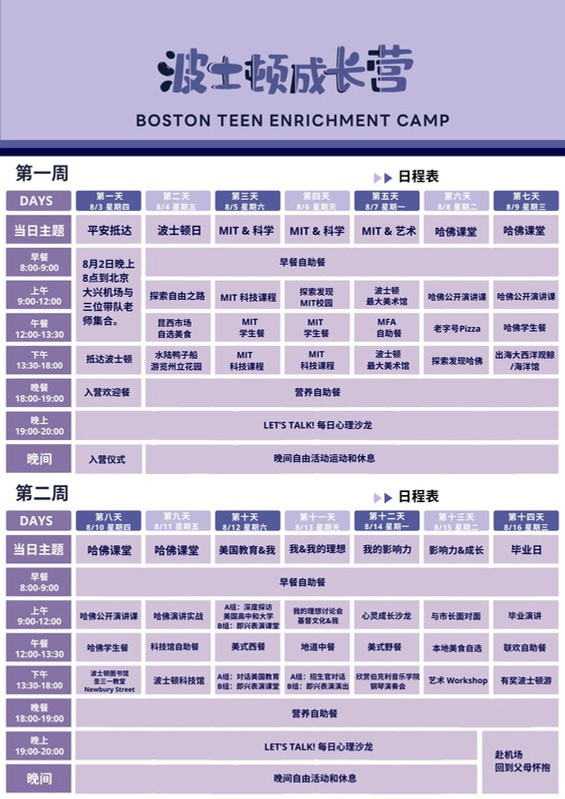 波士顿成长营
BOSTON TEEN ENRICHMENT CAMP
第一周
日程表
DAYS
第一天
8/3 星期四
第二天
8/4 星期五
第三天
8/5 星期六
第四天
8/6 星期天
第五天
8/7 星期一
第六天
8/8 星期二
第七天
8/9 星期三
当日主题
平安抵达
波士顿日
MIT & 科学
MIT & 科学
MIT & 艺术
哈佛课堂
哈佛课堂
早餐
8:00-9:00
8月2日晚上
8点到北京
大兴机场与
三位带队老
师集合。
早餐自助餐
上午
9:00-12:00
探索自由之路
MIT 科技课程
探索发现
MIT校园
波士顿
最大美术馆
哈佛公开演讲课
哈佛公开演讲课
午餐
12:00-13:30
昆西市场
自选美食
MIT
学生餐
MIT
学生餐
MFA
自助餐
老字号Pizza
哈佛学生餐
下午
13:30-18:00
抵达波士顿
水陆鸭子船
游览州立花园
MIT
科技课程
MIT
科技课程
波士顿
最大美术馆
探索发现哈佛
出海大西洋观鲸
/海洋馆
晚餐
18:00-19:00
入营欢迎餐
营养自助餐
晚上
19:00-20:00
LET'S TALK! 每日心理沙龙
晚间
入营仪式
晚间自由活动运动和休息
第二周
日程表
DAYS
第八天
8/10 星期四
第九天
8/11 星期五
第十天
8/12 星期六
第十一天
8/13 星期天
第十二天
8/14 星期一
第十三天
8/15 星期二
第十四天
8/16 星期三
当日主题
哈佛课堂
哈佛课堂
美国教育&我
我&我的理想
我的影响力
影响力&成长
毕业日
早餐
8:00-9:00
早餐自助餐
上午
9:00-12:00
哈佛公开演讲课
哈佛演讲实战
A组：深度探访
美国高中和大学
B组：即兴表演课堂
我的理想讨论会
基督文化&我
心灵成长沙龙
与市长面对面
毕业演讲
午餐
12:00-13:30
哈佛学生餐
科技馆自助餐
美式西餐
地道中餐
美式野餐
本地美食自选
联欢自助餐
下午
13:30-18:00
波士顿图书馆
圣三一教堂
Newbury Street
波士顿科技馆
A组：对话美国教育
B组：即兴表演课堂
A组：招生官对话
B组：即兴表演演出
欣赏伯克利音乐学院
钢琴演奏会
艺术 Workshop
有奖波士顿游
晚餐
18:00-19:00
营养自助餐
晚上
19:00-20:00
LET'S TALK! 每日心理沙龙
赴机场
回到父母怀抱
晚间
晚间自由活动和休息